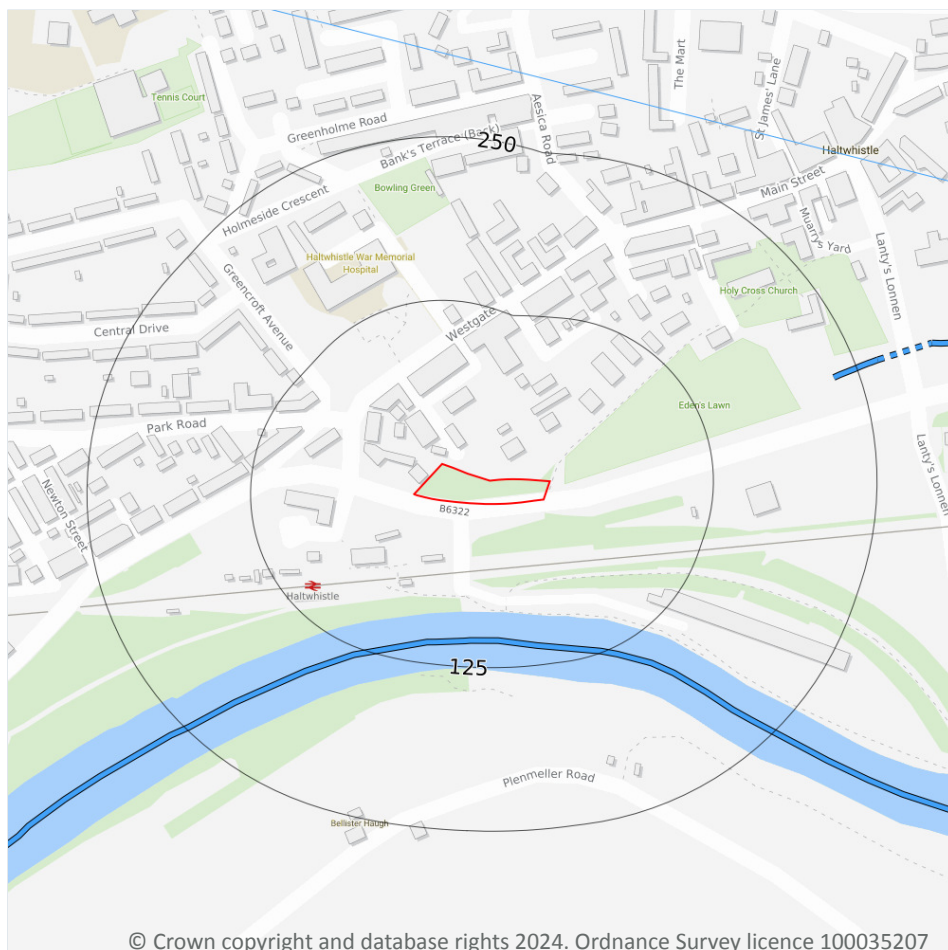 Tennis Court
Greenholme Road
Bank's Terrace (Back)
250
Aesica Road
The Mart
St James' Lane
Haltwhistle
Main Street
Muarry's Yard
Lanty's Lonnen
Bowling Green
Holmeside Crescent
Haltwhistle War Memorial
Hospital
Greencroft Avenue
Westgate
Holy Cross Church
Central Drive
Park Road
Eden's Lawn
Newton Street
B6322
Lanty's Lonnen
Haltwhistle
125
Plenmeller Road
Bellister Haugh
© Crown copyright and database rights 2024. Ordnance Survey licence 100035207